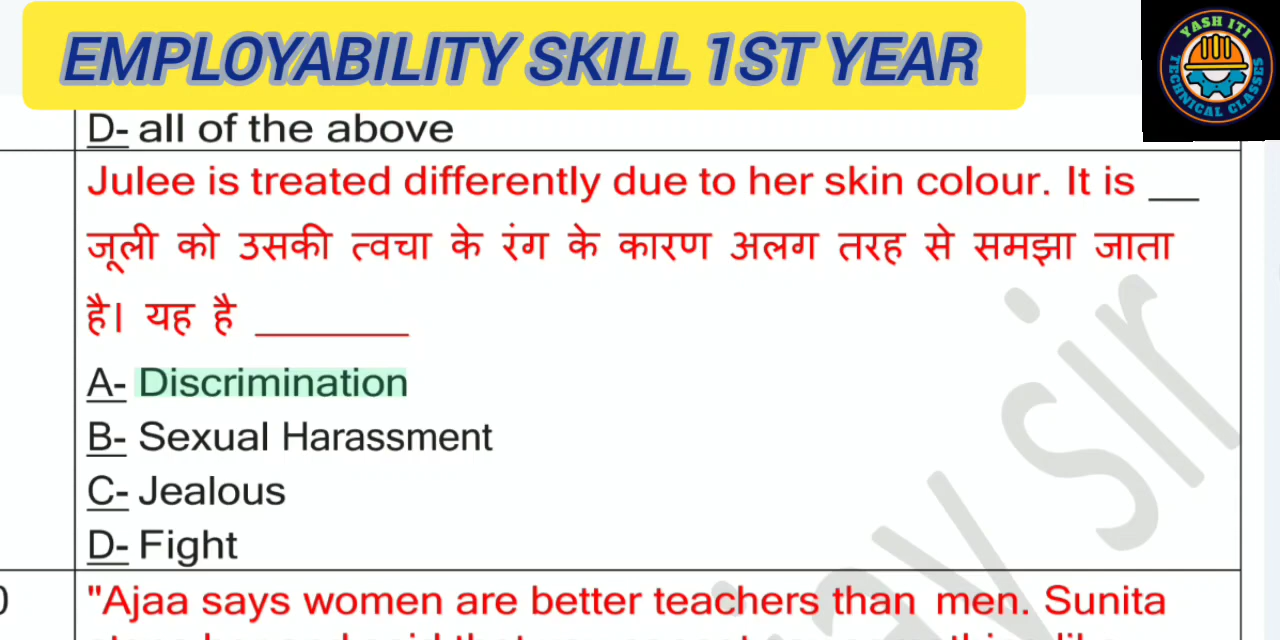 EMPLOYABILITY SKILL 1ST YEAR
YASH ITI
TECHNICAL CLASSES
D- all of the above
Julee is treated differently due to her skin colour. It is __
जूली को उसकी त्वचा के रंग के कारण अलग तरह से समझा जाता
है। यह है ________
A- Discrimination
B- Sexual Harassment
C- Jealous
D- Fight
"Ajaa says women are better teachers than men. Sunita